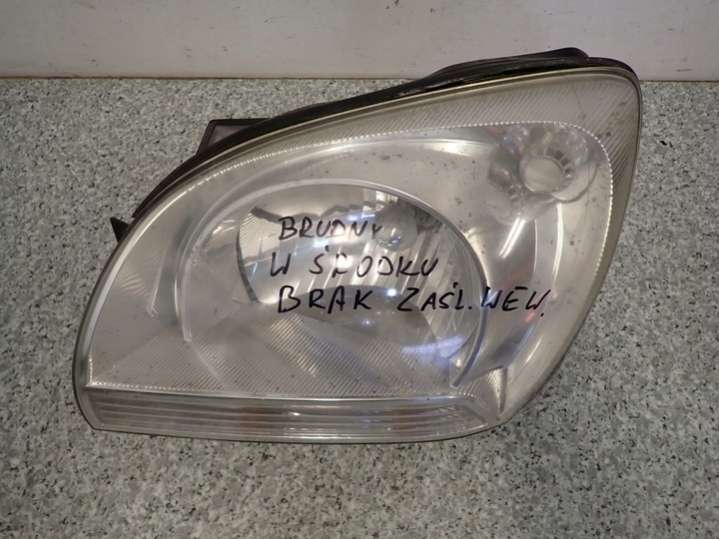 BRUDNY
W ŚRODKU
BRAK ZAŚL. WEW.